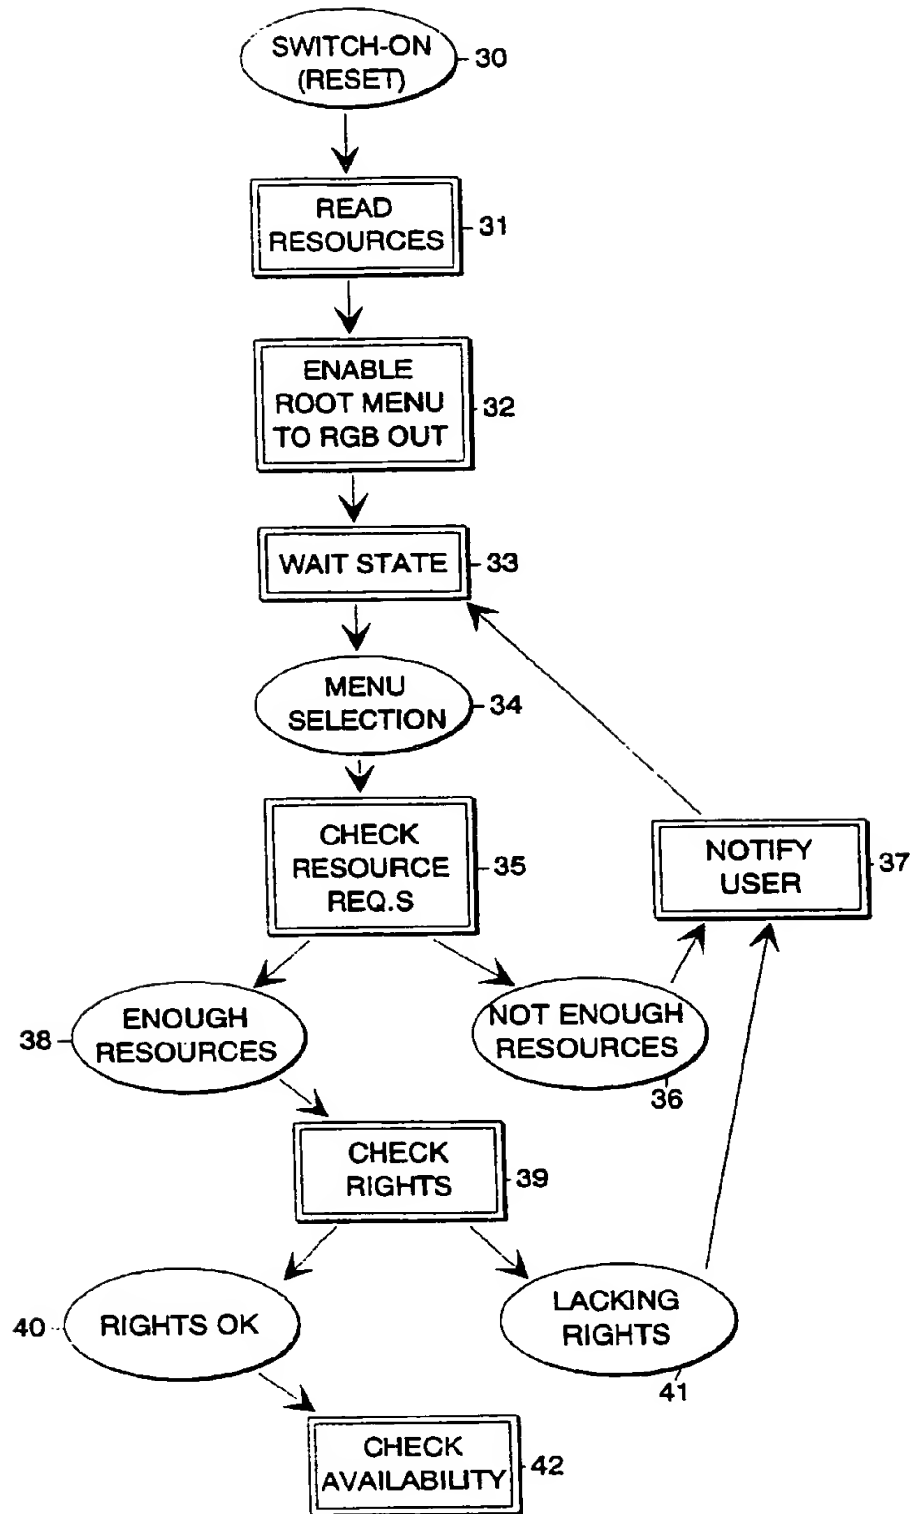 SWITCH-ON
(RESET)
30
READ
RESOURCES
31
ENABLE
ROOT MENU
TO RGB OUT
32
WAIT STATE
33
MENU
SELECTION
34
CHECK
RESOURCE
REQ.S
35
NOTIFY
USER
37
38
ENOUGH
RESOURCES
NOT ENOUGH
RESOURCES
36
CHECK
RIGHTS
39
40
RIGHTS OK
LACKING
RIGHTS
41
CHECK
AVAILABILITY
42